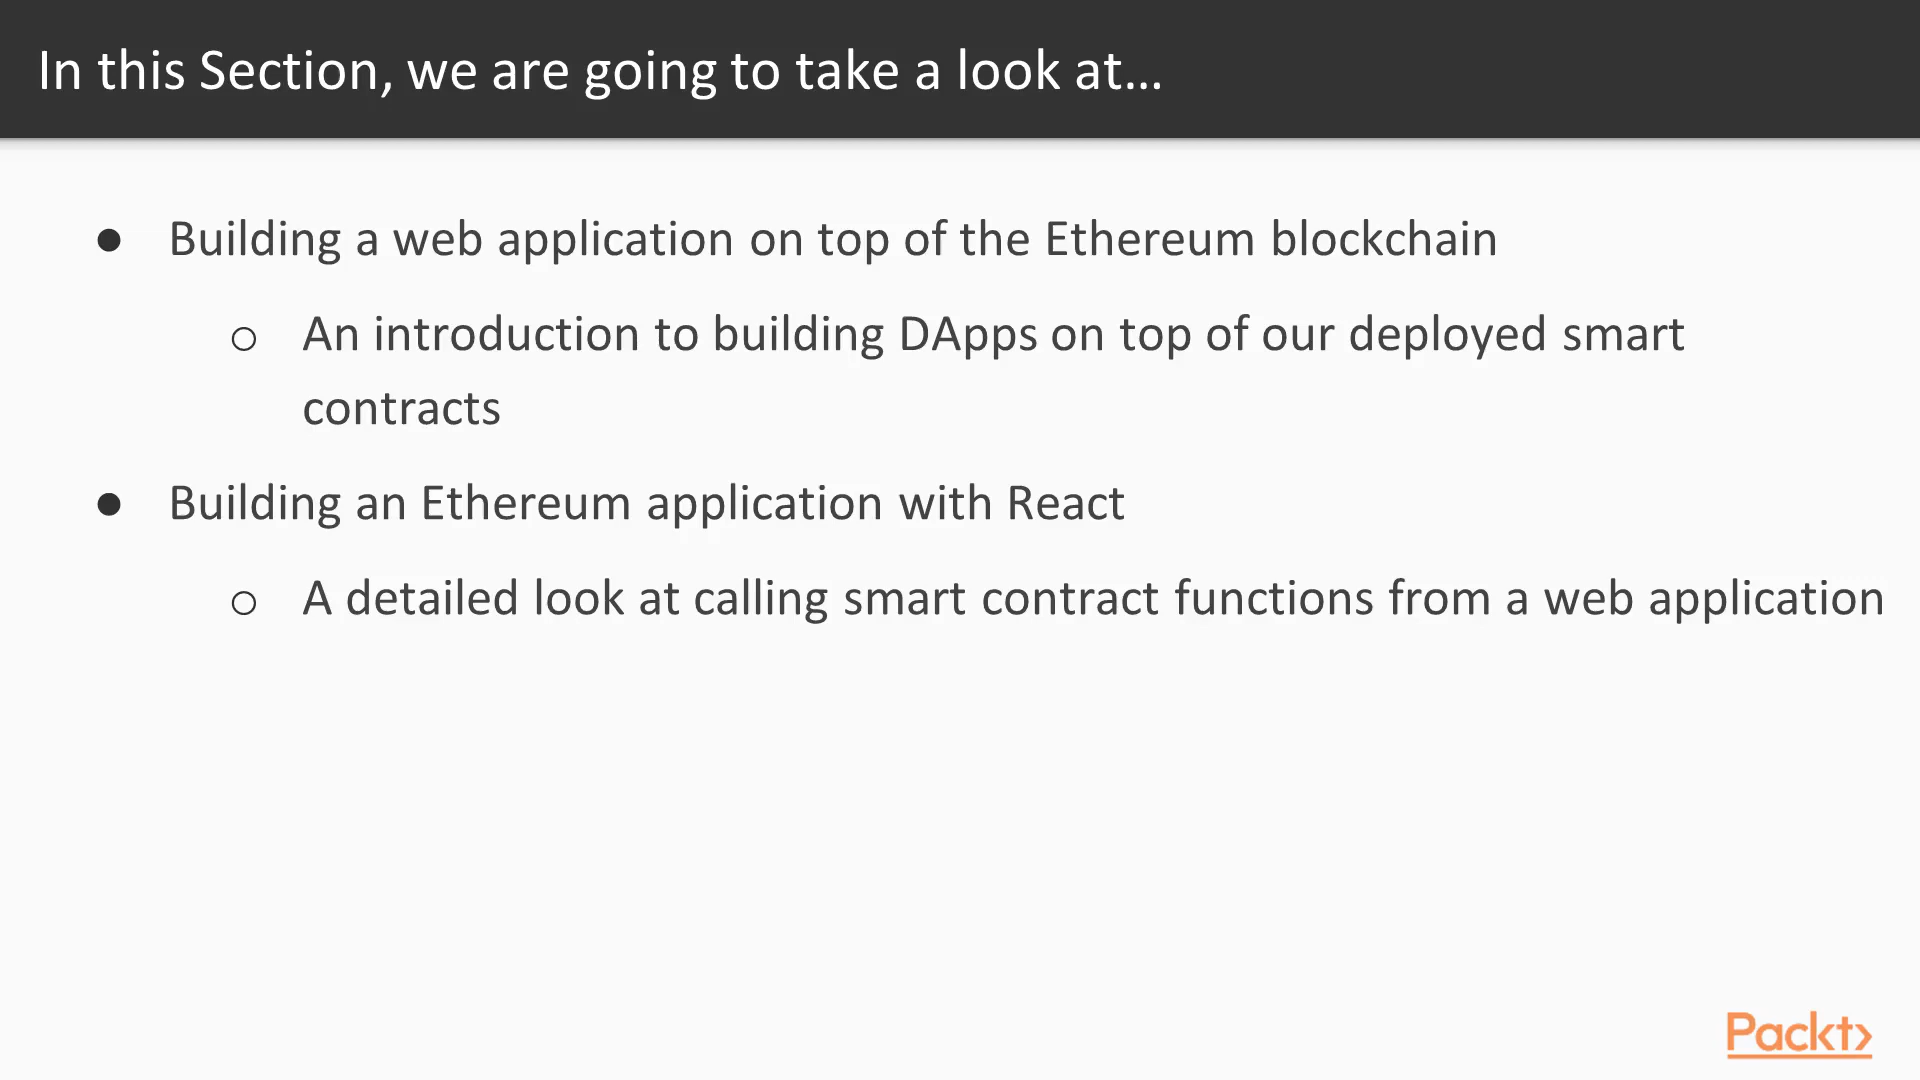 In this Section, we are going to take a look at…
● Building a web application on top of the Ethereum blockchain
○ An introduction to building DApps on top of our deployed smart
contracts
● Building an Ethereum application with React
○ A detailed look at calling smart contract functions from a web application
Packt>